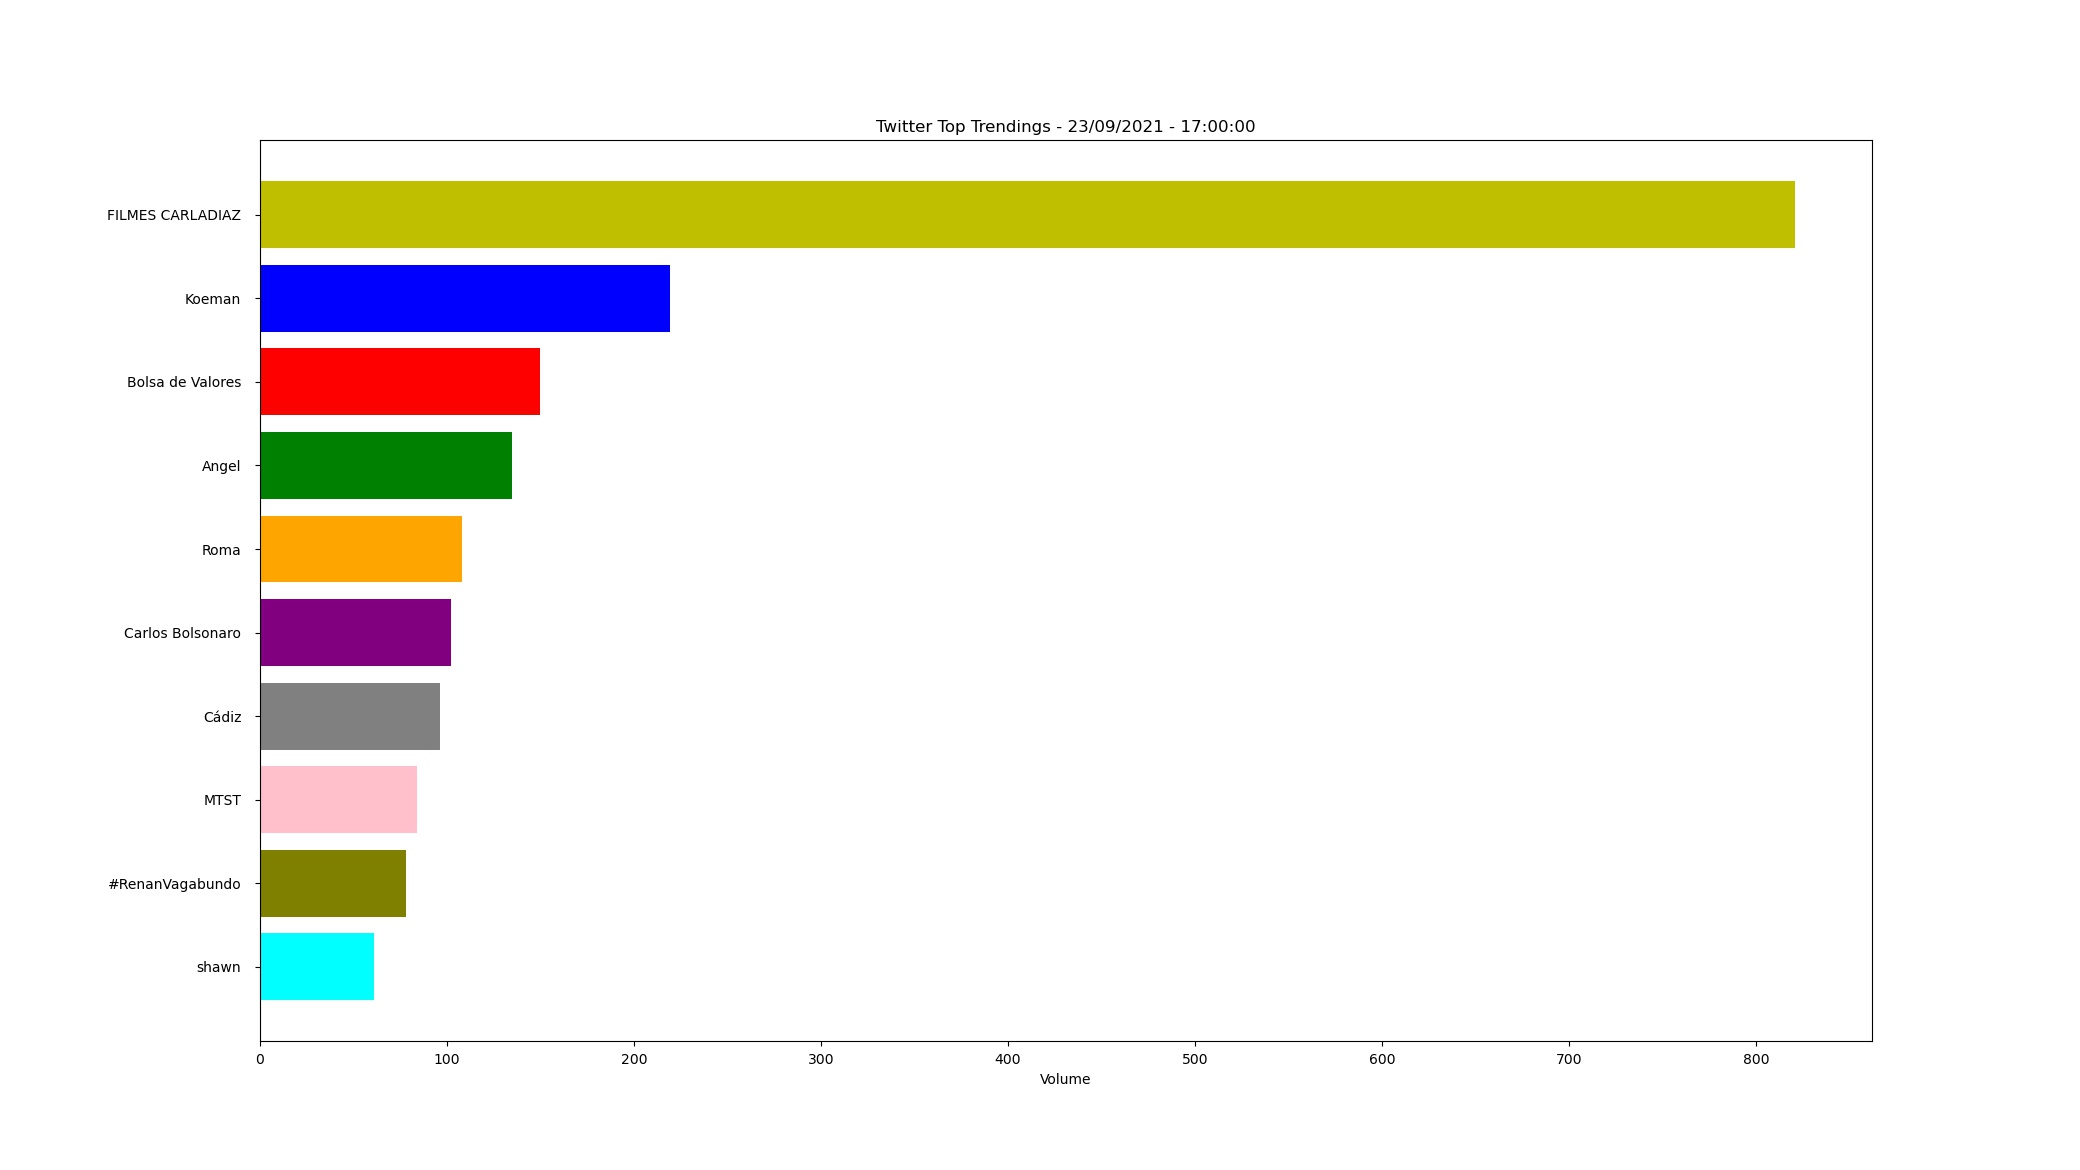 Twitter Top Trendings - 23/09/2021 - 17:00:00
FILMES CARLADIAZ
Koeman
Bolsa de Valores
Angel
Roma
Carlos Bolsonaro
Cádiz
MTST
#RenanVagabundo
shawn
0 100 200 300 400 500 600 700 800
Volume